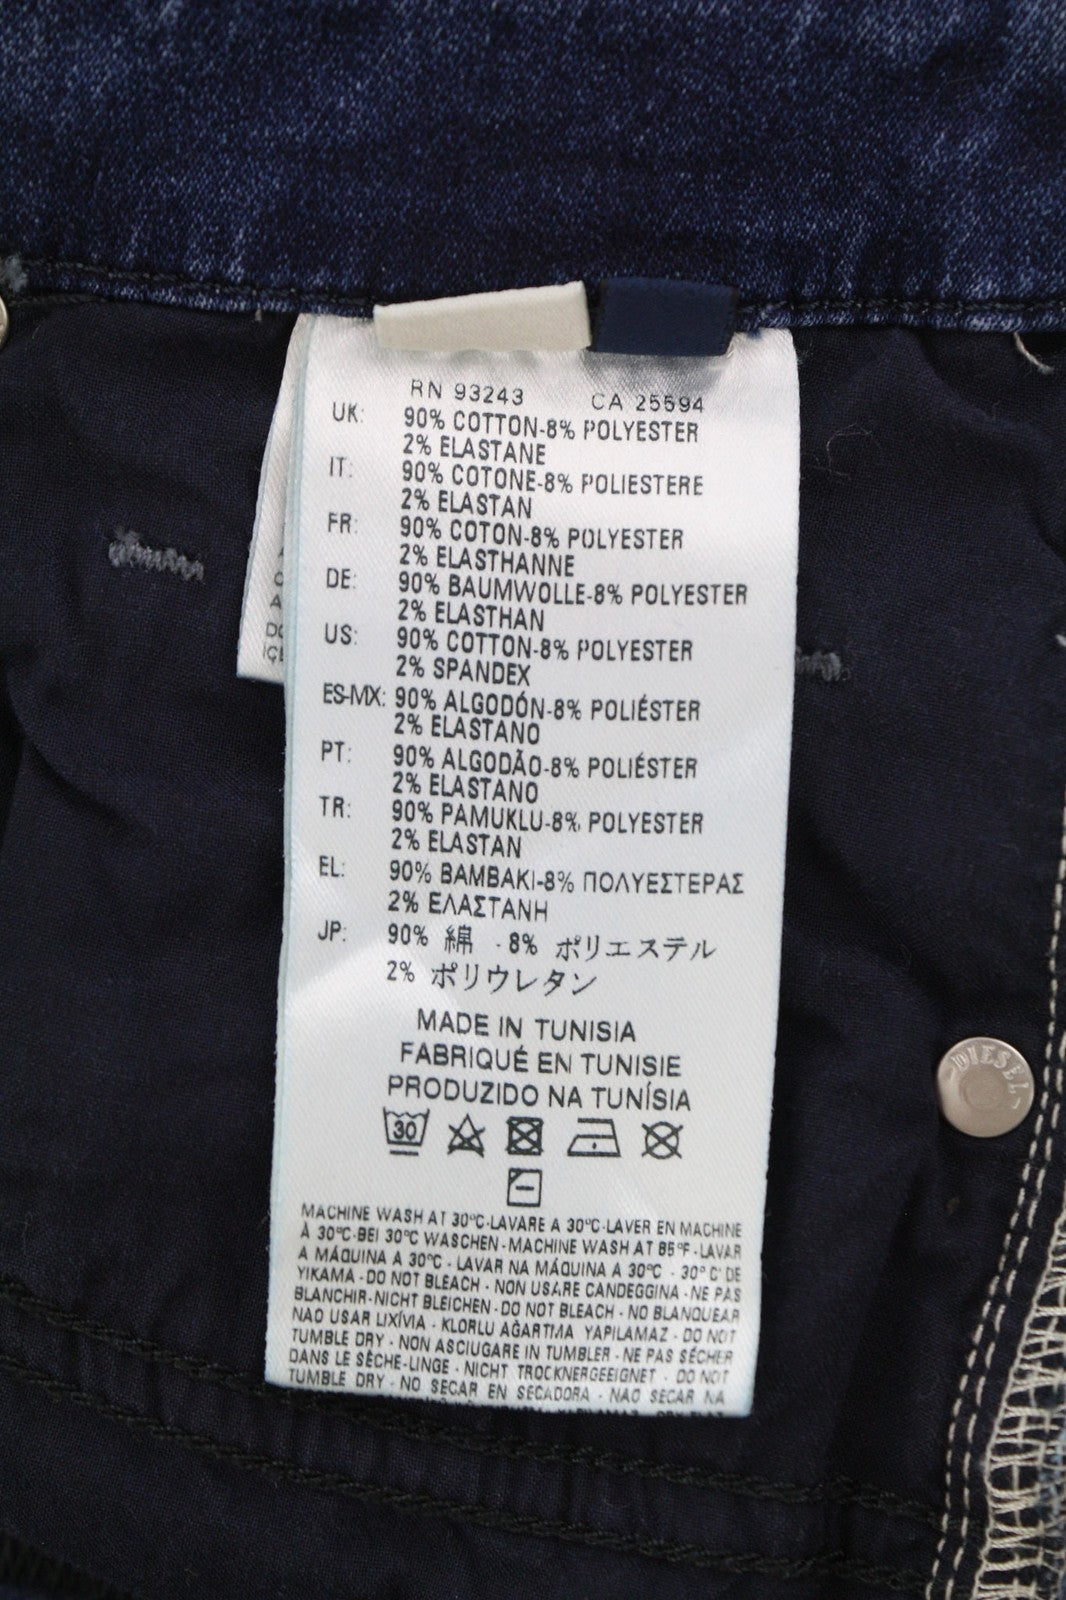 RN 93243 CA 25594
UK: 90% COTTON-8% POLYESTER
2% ELASTANE
IT: 90% COTONE-8% POLIESTERE
2% ELASTAN
FR: 90% COTON-8% POLYESTER
2% ELASTHANNE
DE: 90% BAUMWOLLE-8% POLYESTER
2% ELASTHAN
US: 90% COTTON-8% POLYESTER
2% SPANDEX
ES-MX: 90% ALGODÓN-8% POLIÉSTER
2% ELASTANO
PT: 90% ALGODÃO-8% POLIÉSTER
2% ELASTANO
TR: 90% PAMUKLU-8% POLYESTER
2% ELASTAN
EL: 90% ΒΑΜΒΑΚΙ-8% ΠΟΛΥΕΣΤΕΡΑΣ
2% ΕΛΑΣΤΑΝΗ
JP: 90% 綿 - 8% ポリエステル
2% ポリウレタン
MADE IN TUNISIA
FABRIQUÉ EN TUNISIE
PRODUZIDO NA TUNÍSIA
DIESEL
30
MACHINE WASH AT 30°C-LAVARE A 30°C-LAVER EN MACHINE
À 30°C-BEI 30°C WASCHEN-MACHINE WASH AT 85°F-LAVAR
A MÁQUINA A 30°C - LAVAR NA MÁQUINA A 30°C - 30°C' DE
YIKAMA-DO NOT BLEACH - NON USARE CANDEGGINA-NE PAS
BLANCHIR-NICHT BLEICHEN-DO NOT BLEACH - NO BLANQUEAR
NAO USAR LIXÍVIA - KLORLU AĞARTMA YAPILAMAZ - DO NOT
TUMBLE DRY - NON ASCIUGARE IN TUMBLER - NE PAS SÉCHER
DANS LE SÈCHE-LINGE - NICHT TROCKNERGEEIGNET - DO NOT
TUMBLE DRY - NO SECAR EN SECADORA - NAO SECAR NA